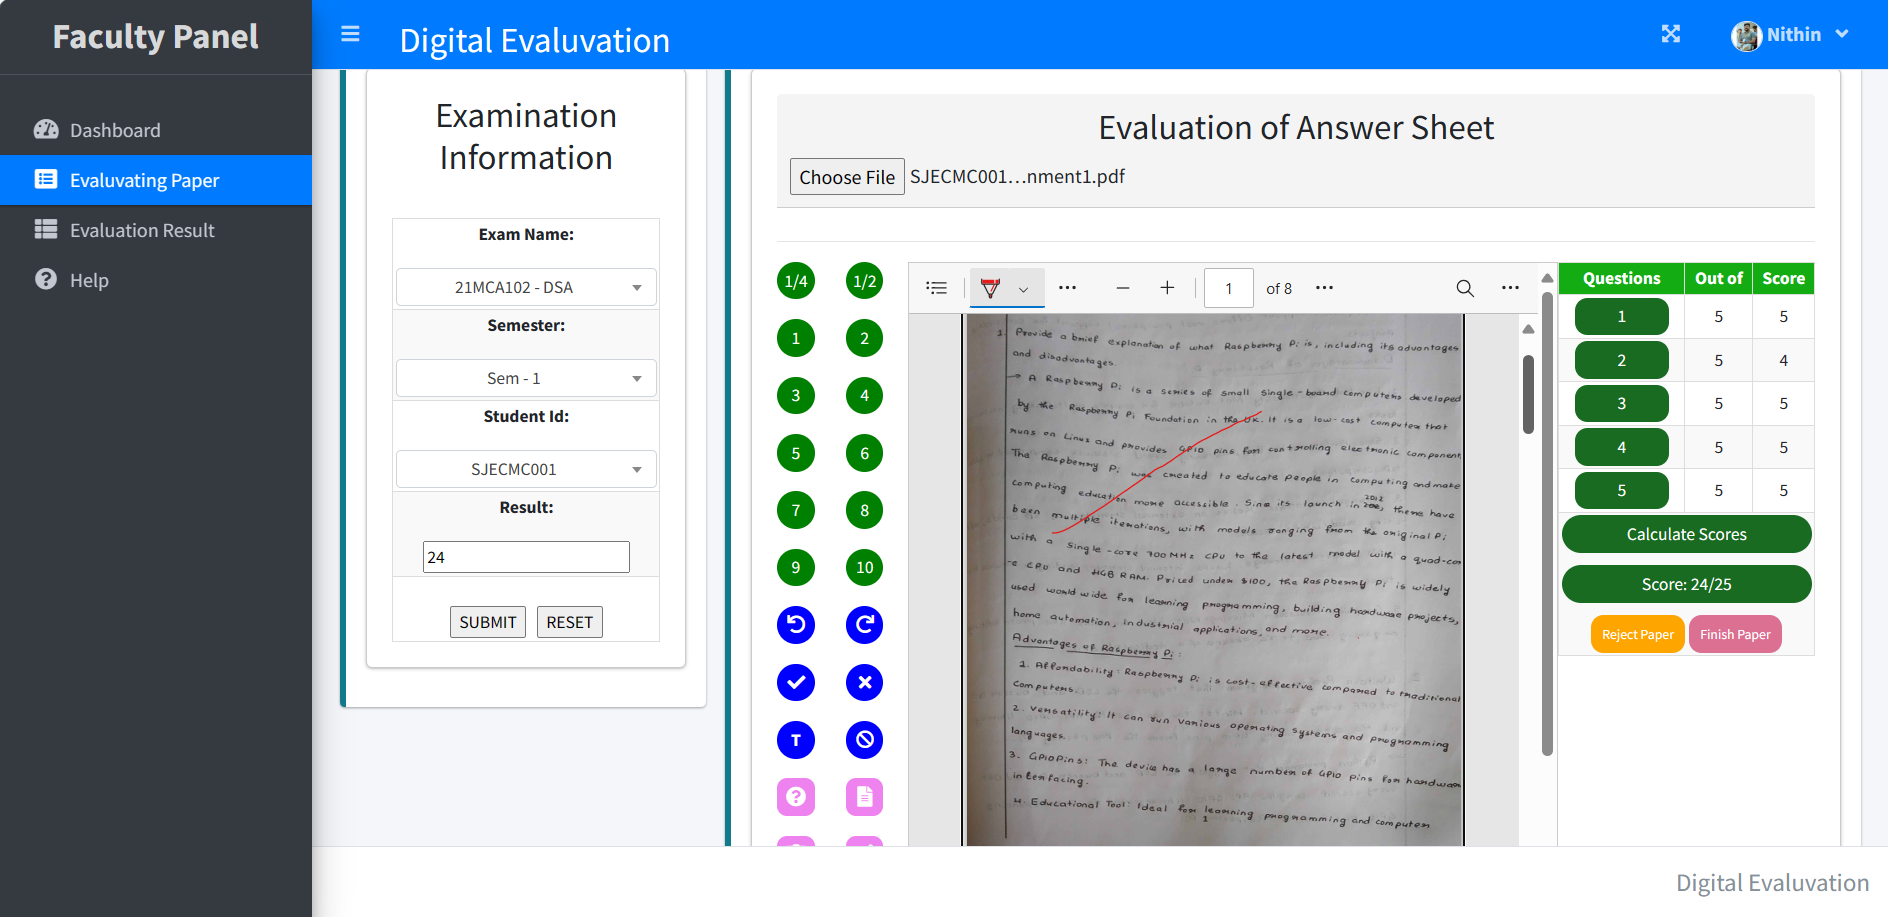 Faculty Panel
Digital Evaluvation
Nithin
Dashboard
Evaluvating Paper
Evaluation Result
Help
Examination
Information
Exam Name:
21MCA102 - DSA
Semester:
Sem - 1
Student Id:
SJECMC001
Result:
24
SUBMIT RESET
Evaluation of Answer Sheet
Choose File SJECMC001...nment1.pdf
1/4 1/2
1 2
3 4
5 6
7 8
9 10
T
1 of 8
1. Provide a brief explanation of what Raspberry Pi is, including its advantages
and disadvantages.
→ A Raspberry Pi is a series of small single-board computers developed
by the Raspberry Pi Foundation in the UK. It is a low-cost computer that
runs on Linux and provides GPIO pins for controlling electronic component
The Raspberry Pi was created to educate people in computing and make
computing education more accessible. Since its launch in 2012, there have
been multiple iterations, with models ranging from the original Pi
with a single-core 700MHz CPU to the latest model with a quad-cor
-e CPU and 4GB RAM. Priced under $100, the Raspberry Pi is widely
used world wide for learning programming, building hardware projects,
home automation, industrial applications, and more.
Advantages of Raspberry Pi:
1. Affordability: Raspberry Pi is cost-effective compared to traditional
computers.
2. Versatility: It can run various operating systems and programming
languages.
3. GPIO Pins: The device has a large number of GPIO pins for hardware
interfacing.
4. Educational Tool: Ideal for learning programming and computer
1
Questions Out of Score
1 5 5
2 5 4
3 5 5
4 5 5
5 5 5
Calculate Scores
Score: 24/25
Reject Paper Finish Paper
Digital Evaluvation